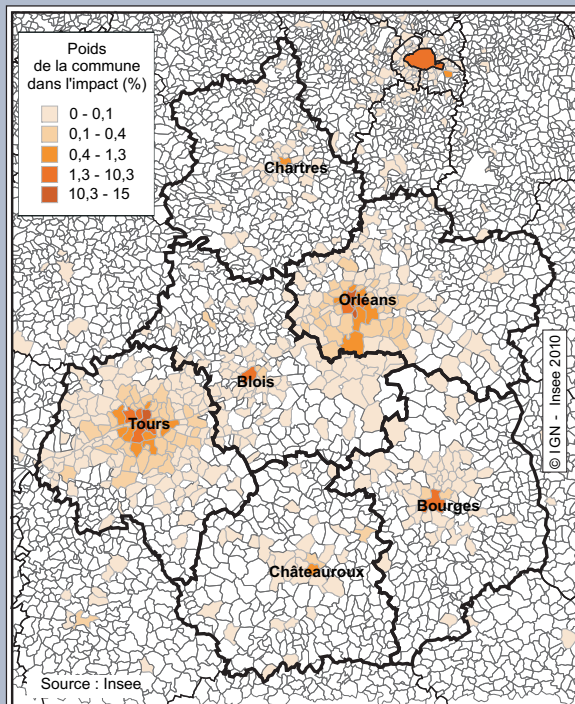 Poids
de la commune
dans l'impact (%)
0 - 0,1
0,1 - 0,4
0,4 - 1,3
1,3 - 10,3
10,3 - 15
Chartres
Orléans
Blois
Tours
Bourges
Châteauroux
© IGN - Insee 2010
Source : Insee